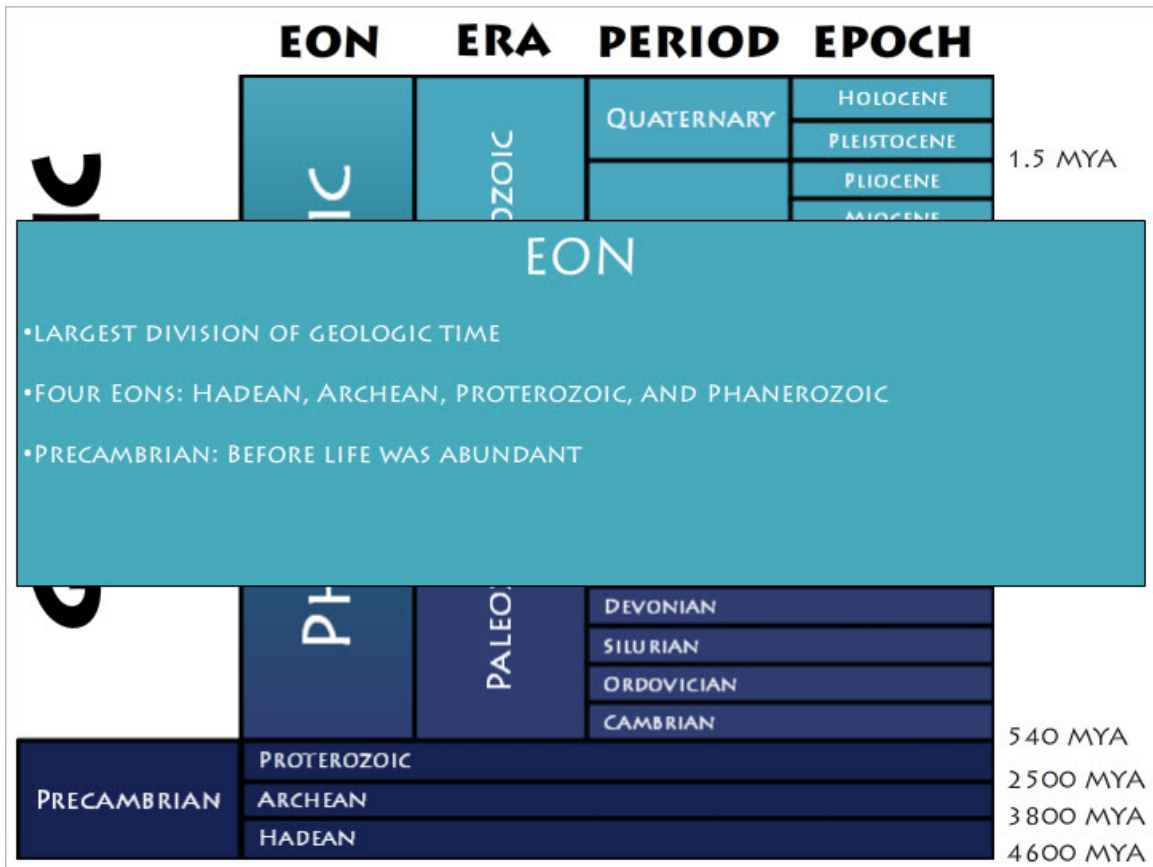 EON ERA PERIOD EPOCH
HOLOCENE
QUATERNARY
PLEISTOCENE
1.5 MYA
PLIOCENE
MIOCENE
EON
•LARGEST DIVISION OF GEOLOGIC TIME
•FOUR EONS: HADEAN, ARCHEAN, PROTEROZOIC, AND PHANEROZOIC
•PRECAMBRIAN: BEFORE LIFE WAS ABUNDANT
DEVONIAN
SILURIAN
ORDOVICIAN
CAMBRIAN
540 MYA
PROTEROZOIC
2500 MYA
PRECAMBRIAN
ARCHEAN
3800 MYA
HADEAN
4600 MYA